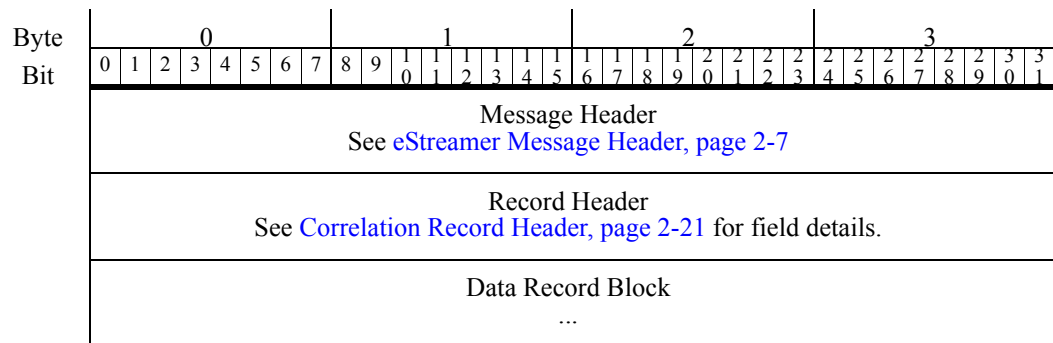 Byte 0 1 2 3
Bit 0 1 2 3 4 5 6 7 8 9 10 11 12 13 14 15 16 17 18 19 20 21 22 23 24 25 26 27 28 29 30 31
Message Header
See eStreamer Message Header, page 2-7
Record Header
See Correlation Record Header, page 2-21 for field details.
Data Record Block
...